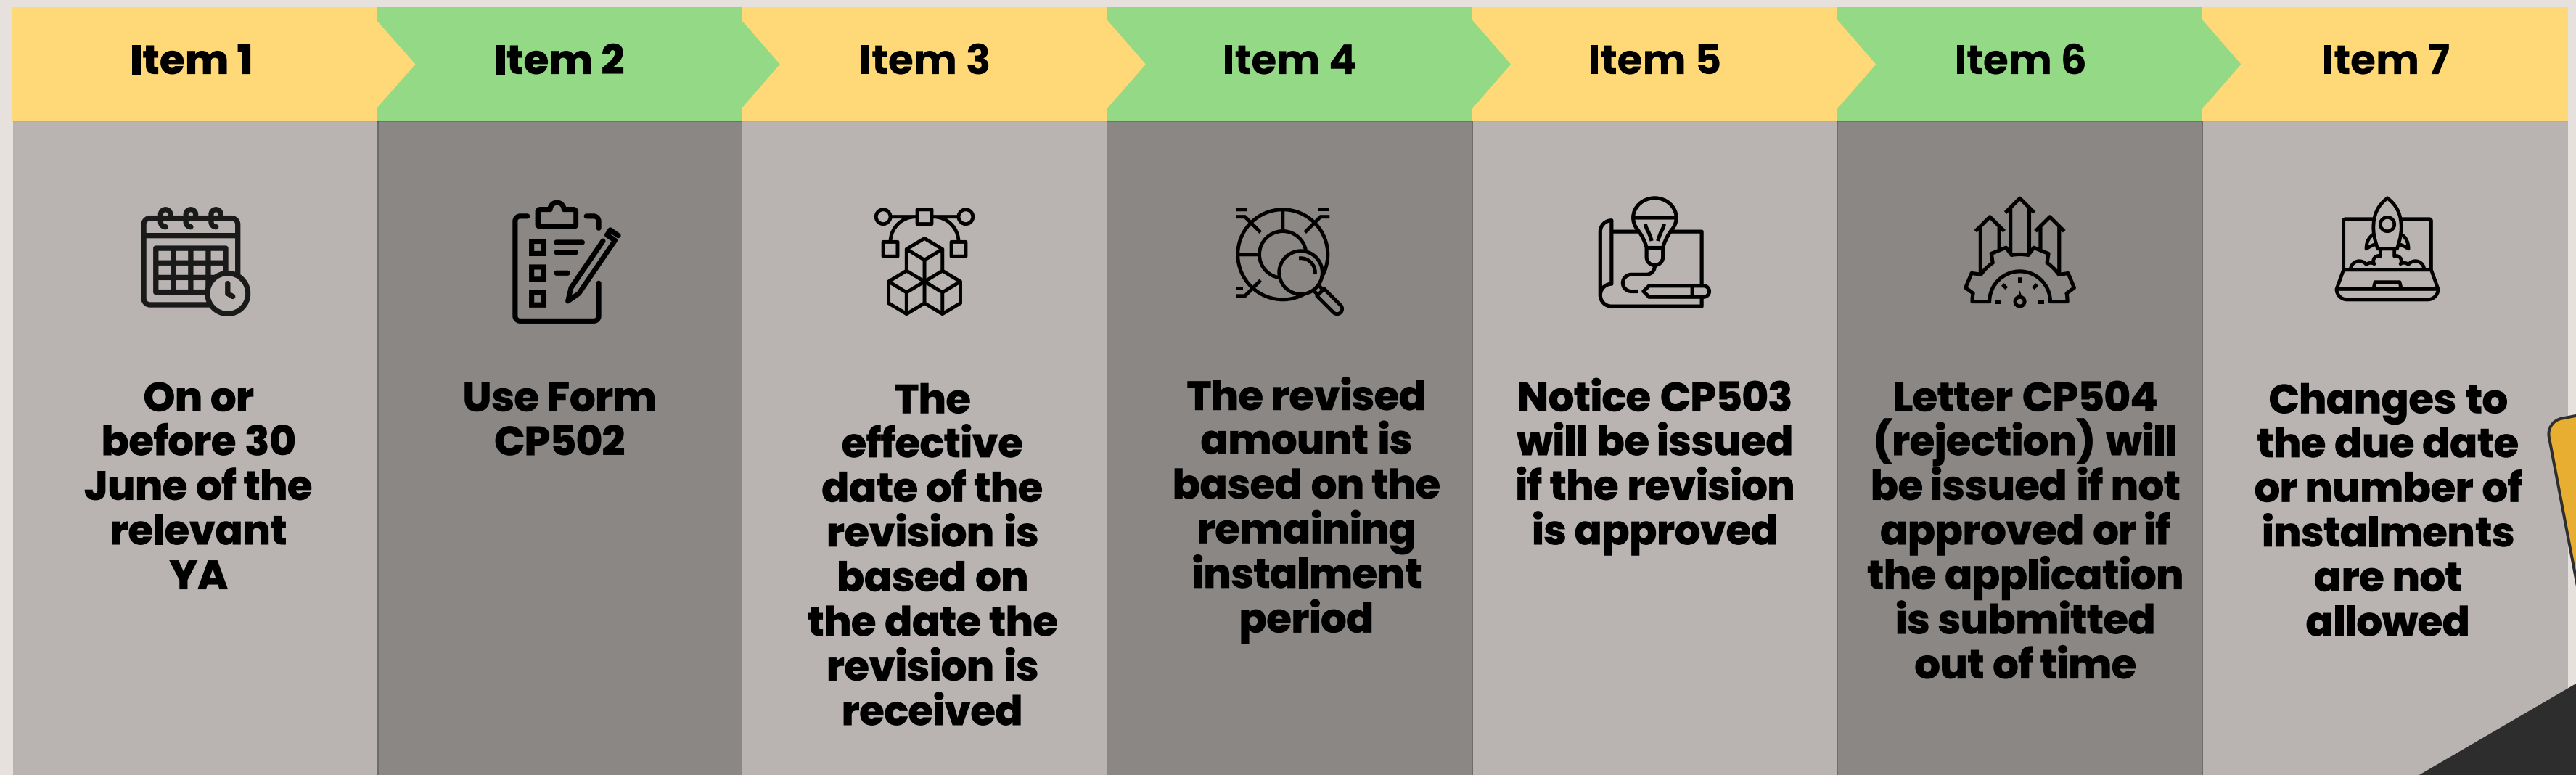 Item 1
Item 2
Item 3
Item 4
Item 5
Item 6
Item 7
On or
before 30
June of the
relevant
YA
Use Form
CP502
The
effective
date of the
revision is
based on
the date the
revision is
received
The revised
amount is
based on the
remaining
instalment
period
Notice CP503
will be issued
if the revision
is approved
Letter CP504
(rejection) will
be issued if not
approved or if
the application
is submitted
out of time
Changes to
the due date
or number of
instalments
are not
allowed